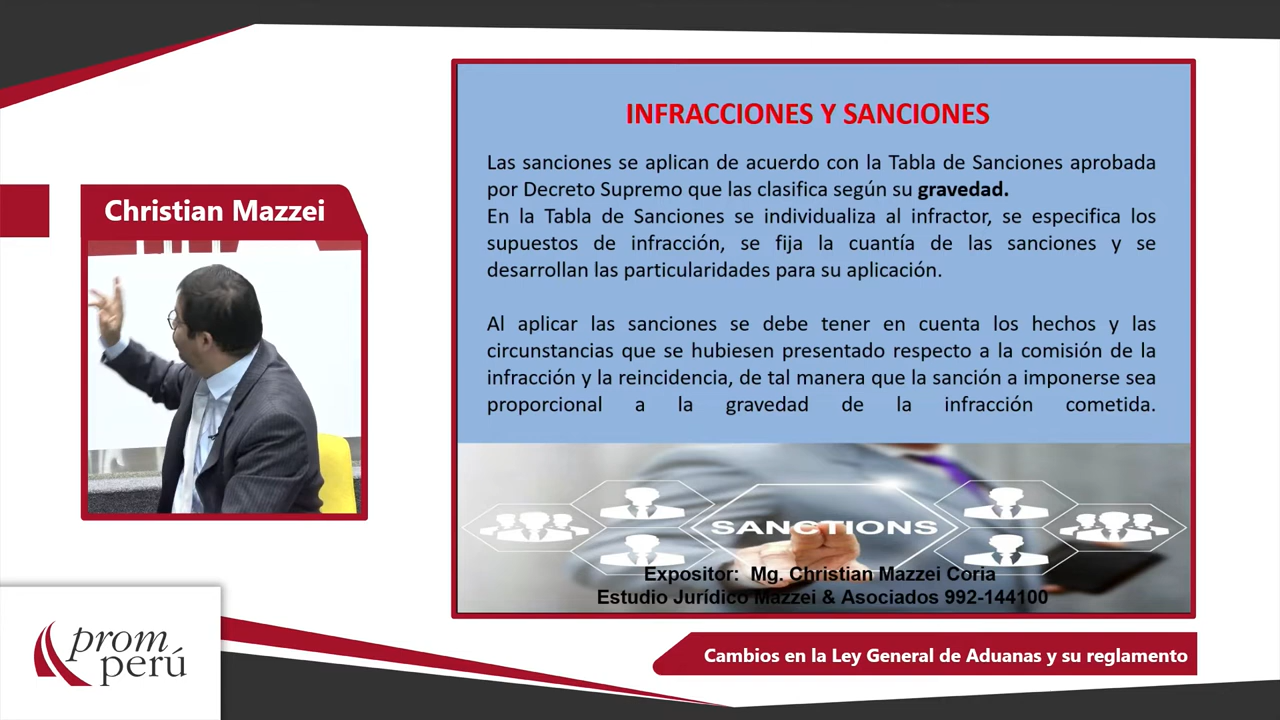 Christian Mazzei
INFRACCIONES Y SANCIONES
Las sanciones se aplican de acuerdo con la Tabla de Sanciones aprobada
por Decreto Supremo que las clasifica según su gravedad.
En la Tabla de Sanciones se individualiza al infractor, se especifica los
supuestos de infracción, se fija la cuantía de las sanciones y se
desarrollan las particularidades para su aplicación.
Al aplicar las sanciones se debe tener en cuenta los hechos y las
circunstancias que se hubiesen presentado respecto a la comisión de la
infracción y la reincidencia, de tal manera que la sanción a imponerse sea
proporcional a la gravedad de la infracción cometida.
SANCTIONS
Expositor: Mg. Christian Mazzei Coria
Estudio Jurídico Mazzei & Asociados 992-144100
prom
perú
Cambios en la Ley General de Aduanas y su reglamento